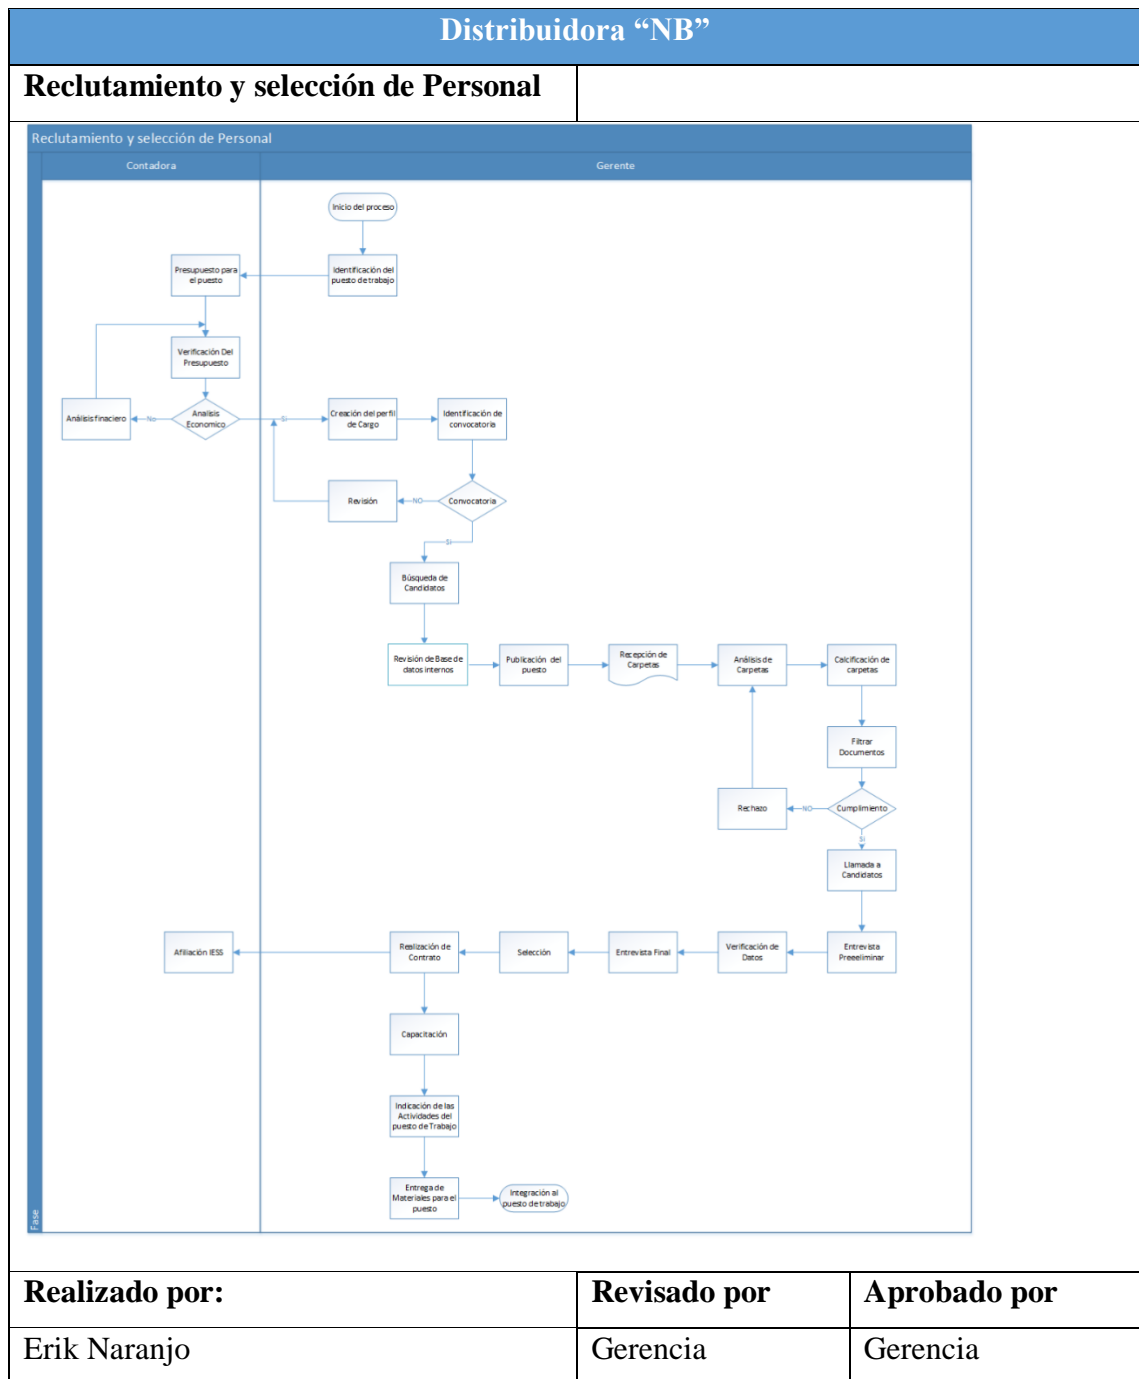 Distribuidora “NB”
Reclutamiento y selección de Personal
Reclutamiento y selección de Personal
Contadora
Gerente
Inicio del proceso
Presupuesto para
el puesto
Identificación del
puesto de trabajo
Verificación Del
Presupuesto
Análisis finaciero
No
Analisis
Economico
Si
Creación del perfil
de Cargo
Identificación de
convocatoria
Revisión
NO
Convocatoria
Si
Búsqueda de
Candidatos
Revisión de Base de
datos internos
Publicación del
puesto
Recepción de
Carpetas
Análisis de
Carpetas
Calcificación de
carpetas
Filtrar
Documentos
Rechazo
NO
Cumplimiento
Si
Llamada a
Candidatos
Afiliación IESS
Realización de
Contrato
Selección
Entrevista Final
Verificación de
Datos
Entrevista
Preeeliminar
Capacitación
Indicación de las
Actividades del
puesto de Trabajo
Entrega de
Materiales para el
puesto
Integración al
puesto de trabajo
Fase
Realizado por:
Revisado por
Aprobado por
Erik Naranjo
Gerencia
Gerencia